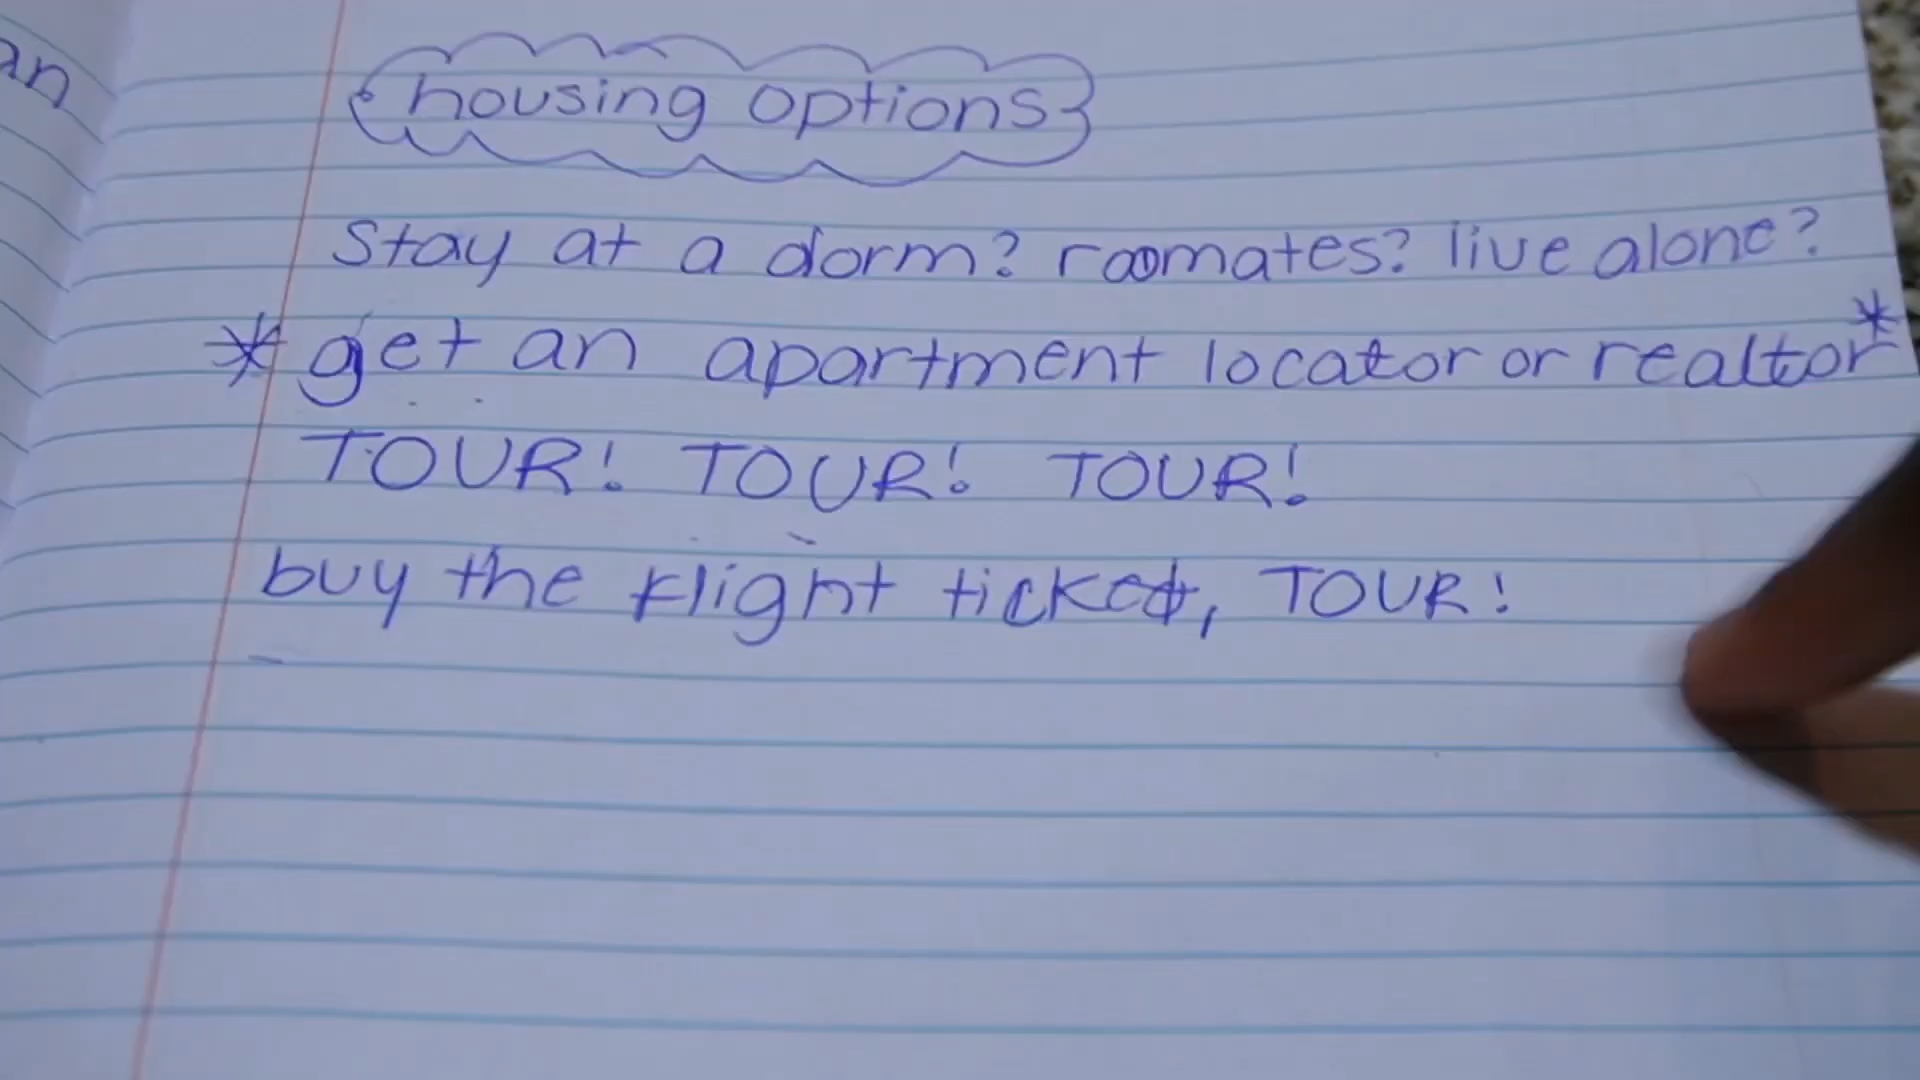 an
housing options
Stay at a dorm? roomates? live alone?
* get an apartment locator or realtor *
TOUR! TOUR! TOUR!
buy the flight ticket, TOUR!